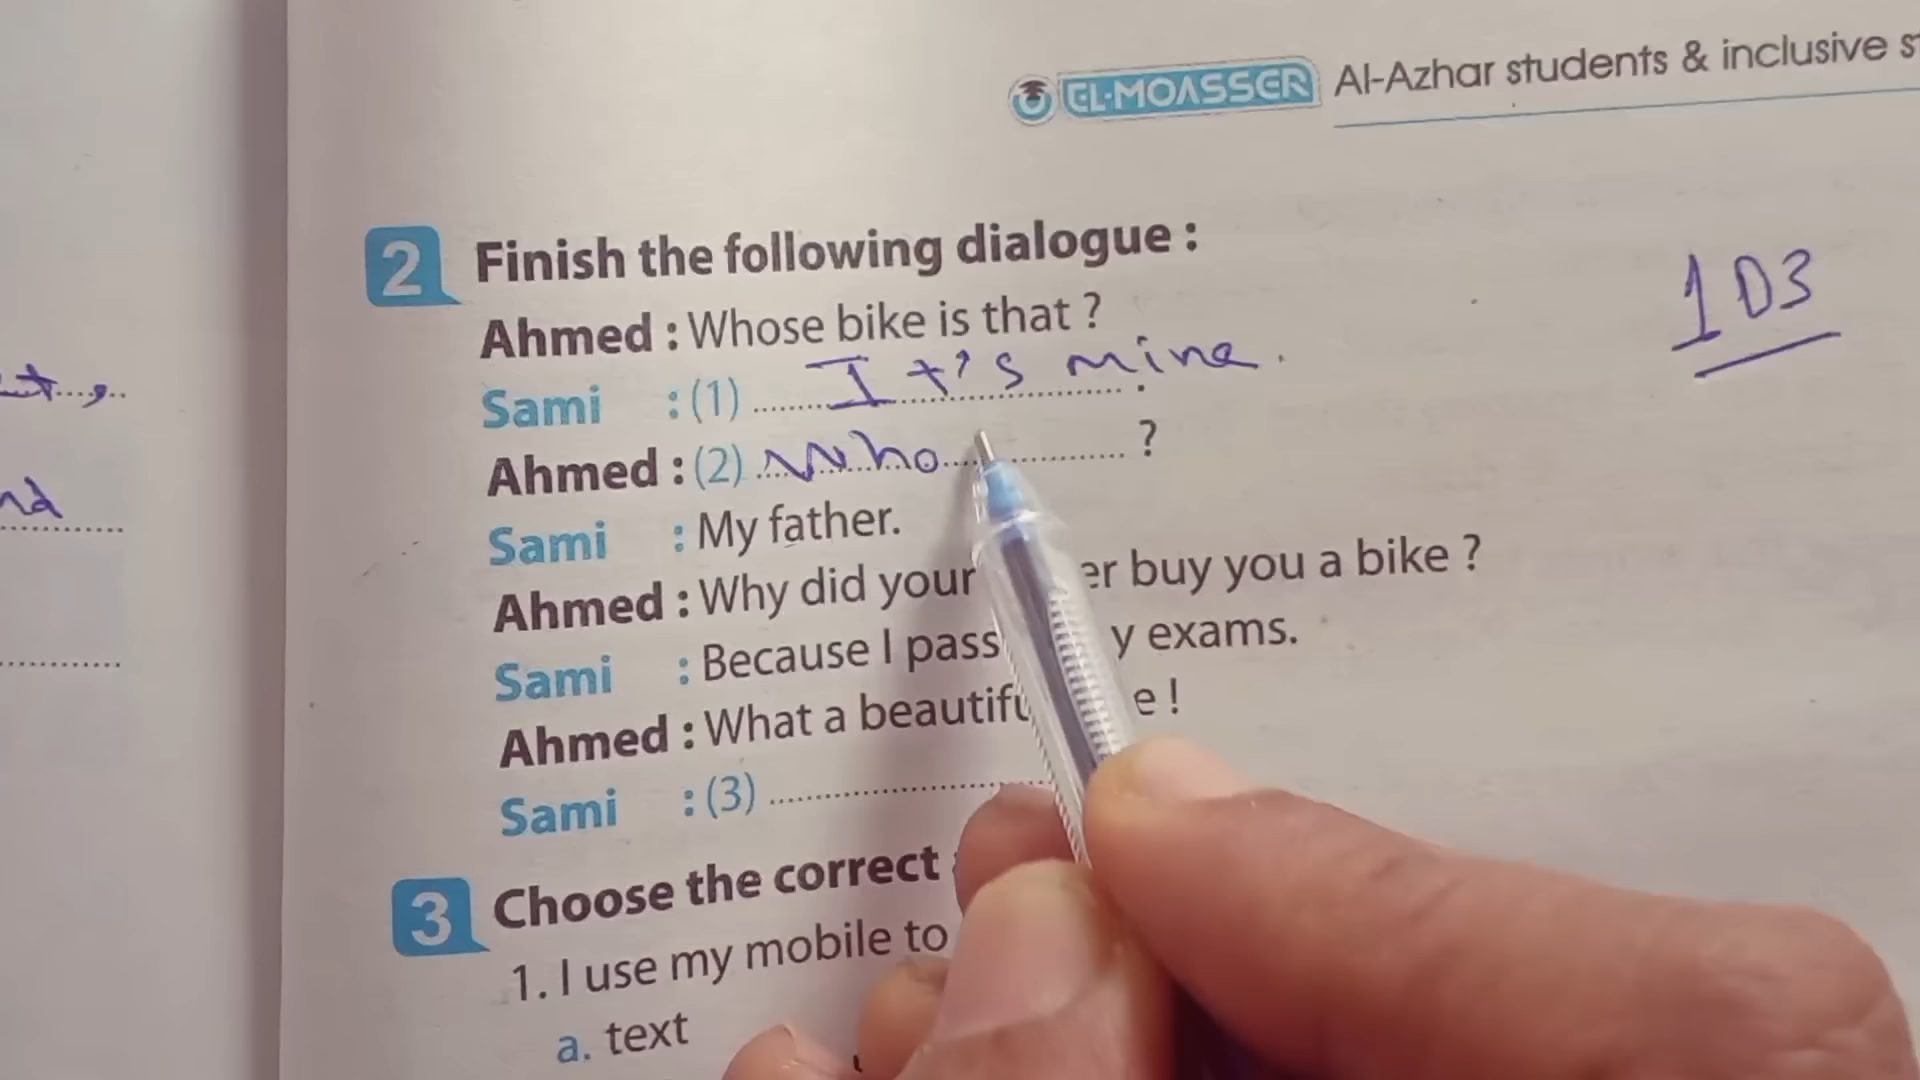 EL-MOASSER Al-Azhar students & inclusive s
2 Finish the following dialogue :
103
Ahmed : Whose bike is that ?
Sami : (1) It's mine.
Ahmed : (2) Who ?
Sami : My father.
Ahmed : Why did your er buy you a bike ?
Sami : Because I pass y exams.
Ahmed : What a beautifu e !
Sami : (3)
3 Choose the correct
1. I use my mobile to
a. text